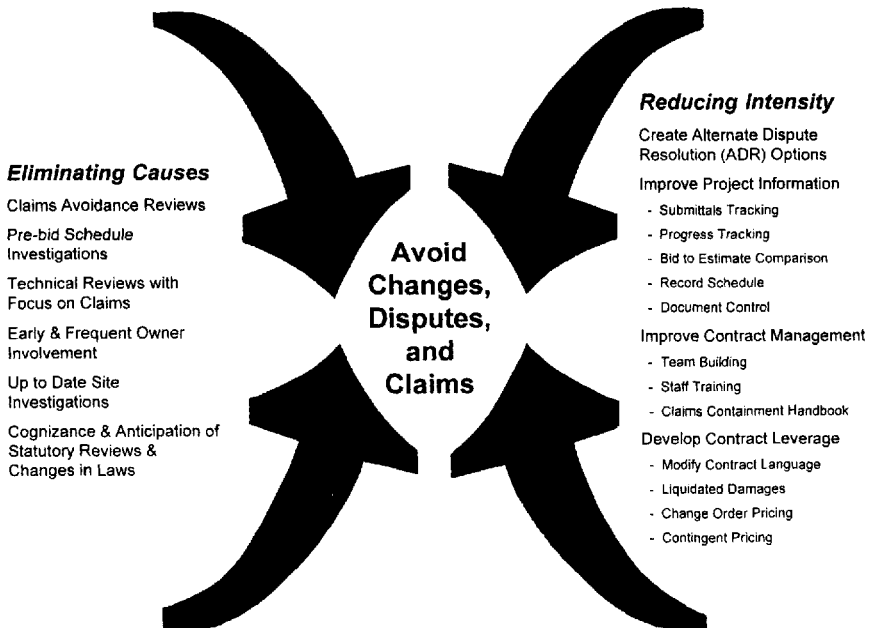 Eliminating Causes
Claims Avoidance Reviews
Pre-bid Schedule
Investigations
Technical Reviews with
Focus on Claims
Early & Frequent Owner
Involvement
Up to Date Site
Investigations
Cognizance & Anticipation of
Statutory Reviews &
Changes in Laws
Avoid
Changes,
Disputes,
and
Claims
Reducing Intensity
Create Alternate Dispute
Resolution (ADR) Options
Improve Project Information
- Submittals Tracking
- Progress Tracking
- Bid to Estimate Comparison
- Record Schedule
- Document Control
Improve Contract Management
- Team Building
- Staff Training
- Claims Containment Handbook
Develop Contract Leverage
- Modify Contract Language
- Liquidated Damages
- Change Order Pricing
- Contingent Pricing